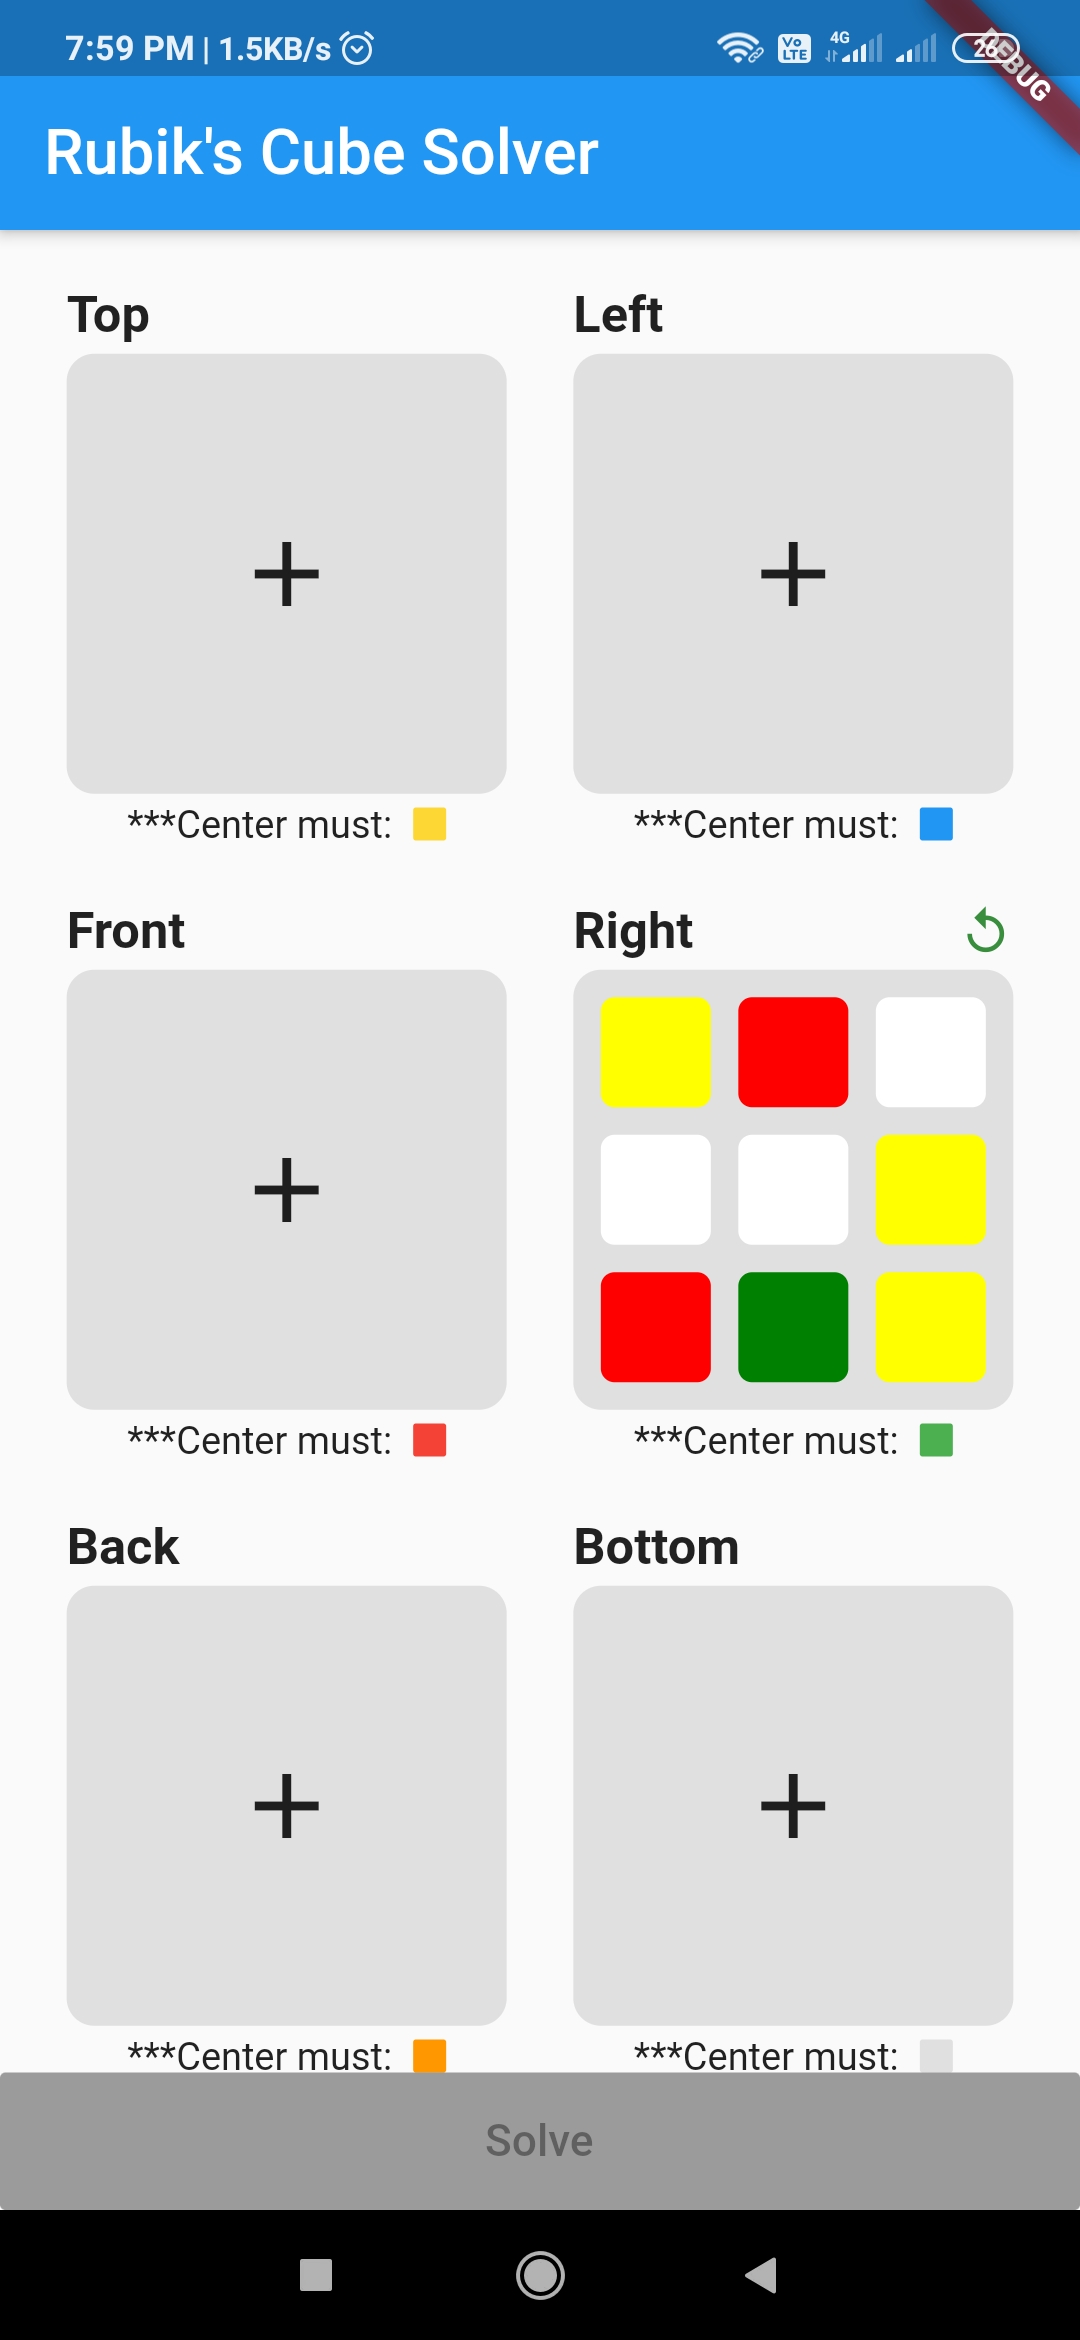 7:59 PM | 1.5KB/s Vo LTE 4G 26
DEBUG
Rubik's Cube Solver
Top Left
***Center must: ***Center must:
Front Right
***Center must: ***Center must:
Back Bottom
***Center must: ***Center must:
Solve